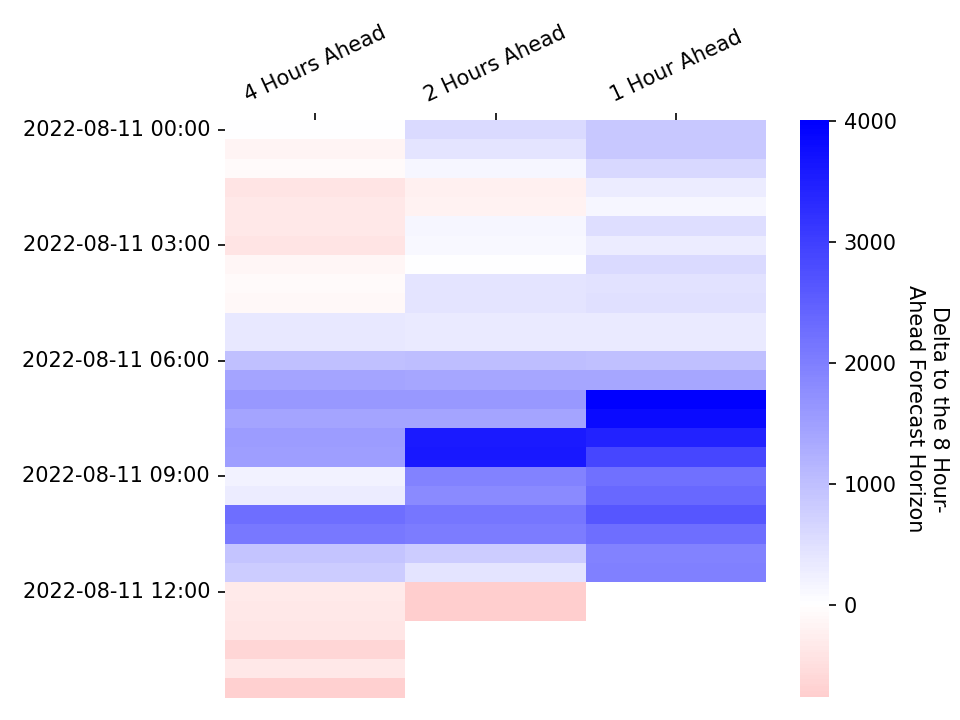 4 Hours Ahead
2 Hours Ahead
1 Hour Ahead
2022-08-11 00:00
2022-08-11 03:00
2022-08-11 06:00
2022-08-11 09:00
2022-08-11 12:00
4000
3000
2000
1000
0
Delta to the 8 Hour-
Ahead Forecast Horizon